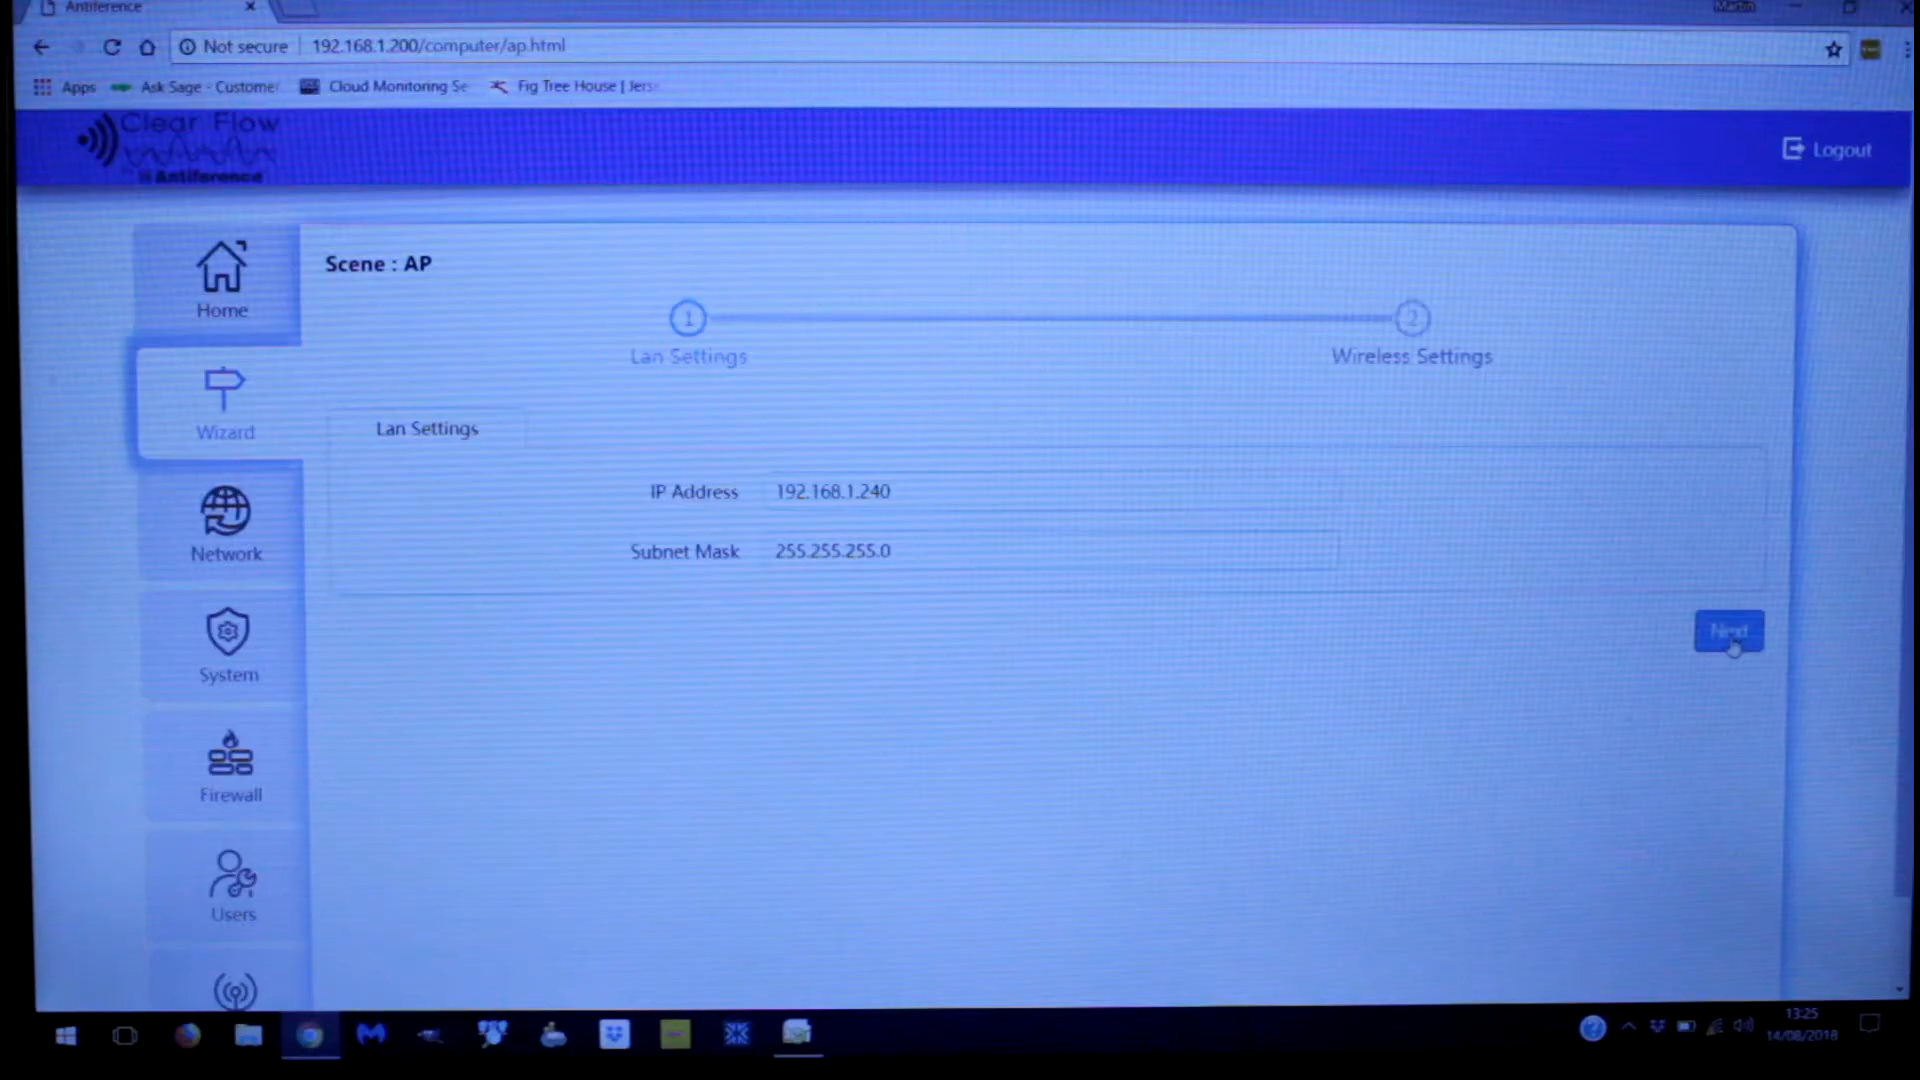 Antiference
Martin
Not secure
192.168.1.200/computer/ap.html
Apps
Ask Sage - Customer
Cloud Monitoring Se
Fig Tree House | Jers
Clear Flow
Antiference
Logout
Home
Scene : AP
1
2
Lan Settings
Wireless Settings
Wizard
Lan Settings
IP Address
192.168.1.240
Subnet Mask
255.255.255.0
Network
Next
System
Firewall
Users
13:25
14/08/2018